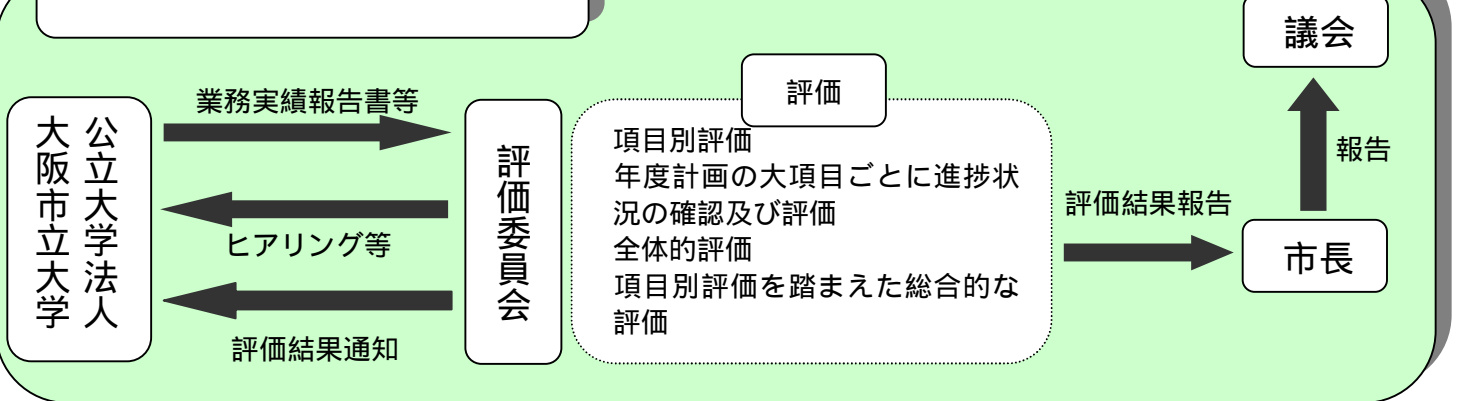 公立大学法人
大阪市立大学
業務実績報告書等
ヒアリング等
評価結果通知
評価委員会
評価
項目別評価
年度計画の大項目ごとに進捗状
況の確認及び評価
全体的評価
項目別評価を踏まえた総合的な
評価
評価結果報告
議会
報告
市長